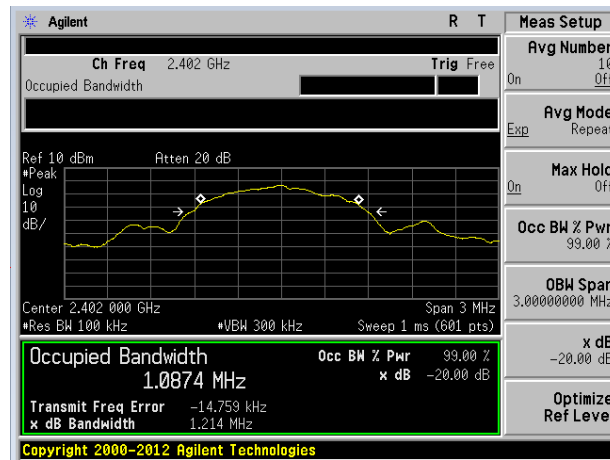 Agilent R T
Ch Freq 2.402 GHz Trig Free
Occupied Bandwidth
Ref 10 dBm Atten 20 dB
#Peak
Log
10
dB/
Center 2.402 000 GHz Span 3 MHz
#Res BW 100 kHz #VBW 300 kHz Sweep 1 ms (601 pts)
Occupied Bandwidth Occ BW % Pwr 99.00 %
1.0874 MHz x dB -20.00 dB
Transmit Freq Error -14.759 kHz
x dB Bandwidth 1.214 MHz
Copyright 2000-2012 Agilent Technologies
Meas Setup
Avg Number
10
On Off
Avg Mode
Exp Repeat
Max Hold
On Off
Occ BW % Pwr
99.00 %
OBW Span
3.00000000 MHz
x dB
-20.00 dB
Optimize
Ref Level